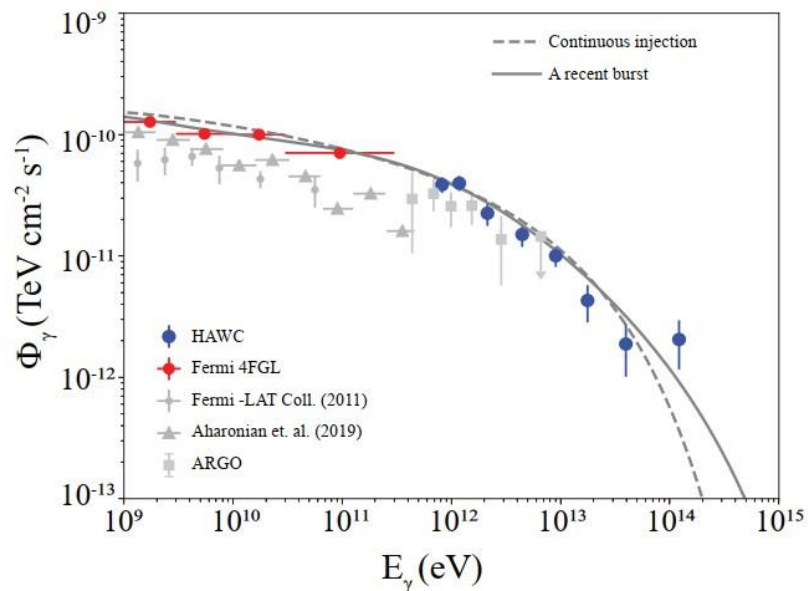 10⁻⁹
10⁻¹⁰
10⁻¹¹
10⁻¹²
10⁻¹³
Φγ (TeV cm⁻² s⁻¹)
Continuous injection
A recent burst
HAWC
Fermi 4FGL
Fermi -LAT Coll. (2011)
Aharonian et. al. (2019)
ARGO
10⁹ 10¹⁰ 10¹¹ 10¹² 10¹³ 10¹⁴ 10¹⁵
Eγ (eV)